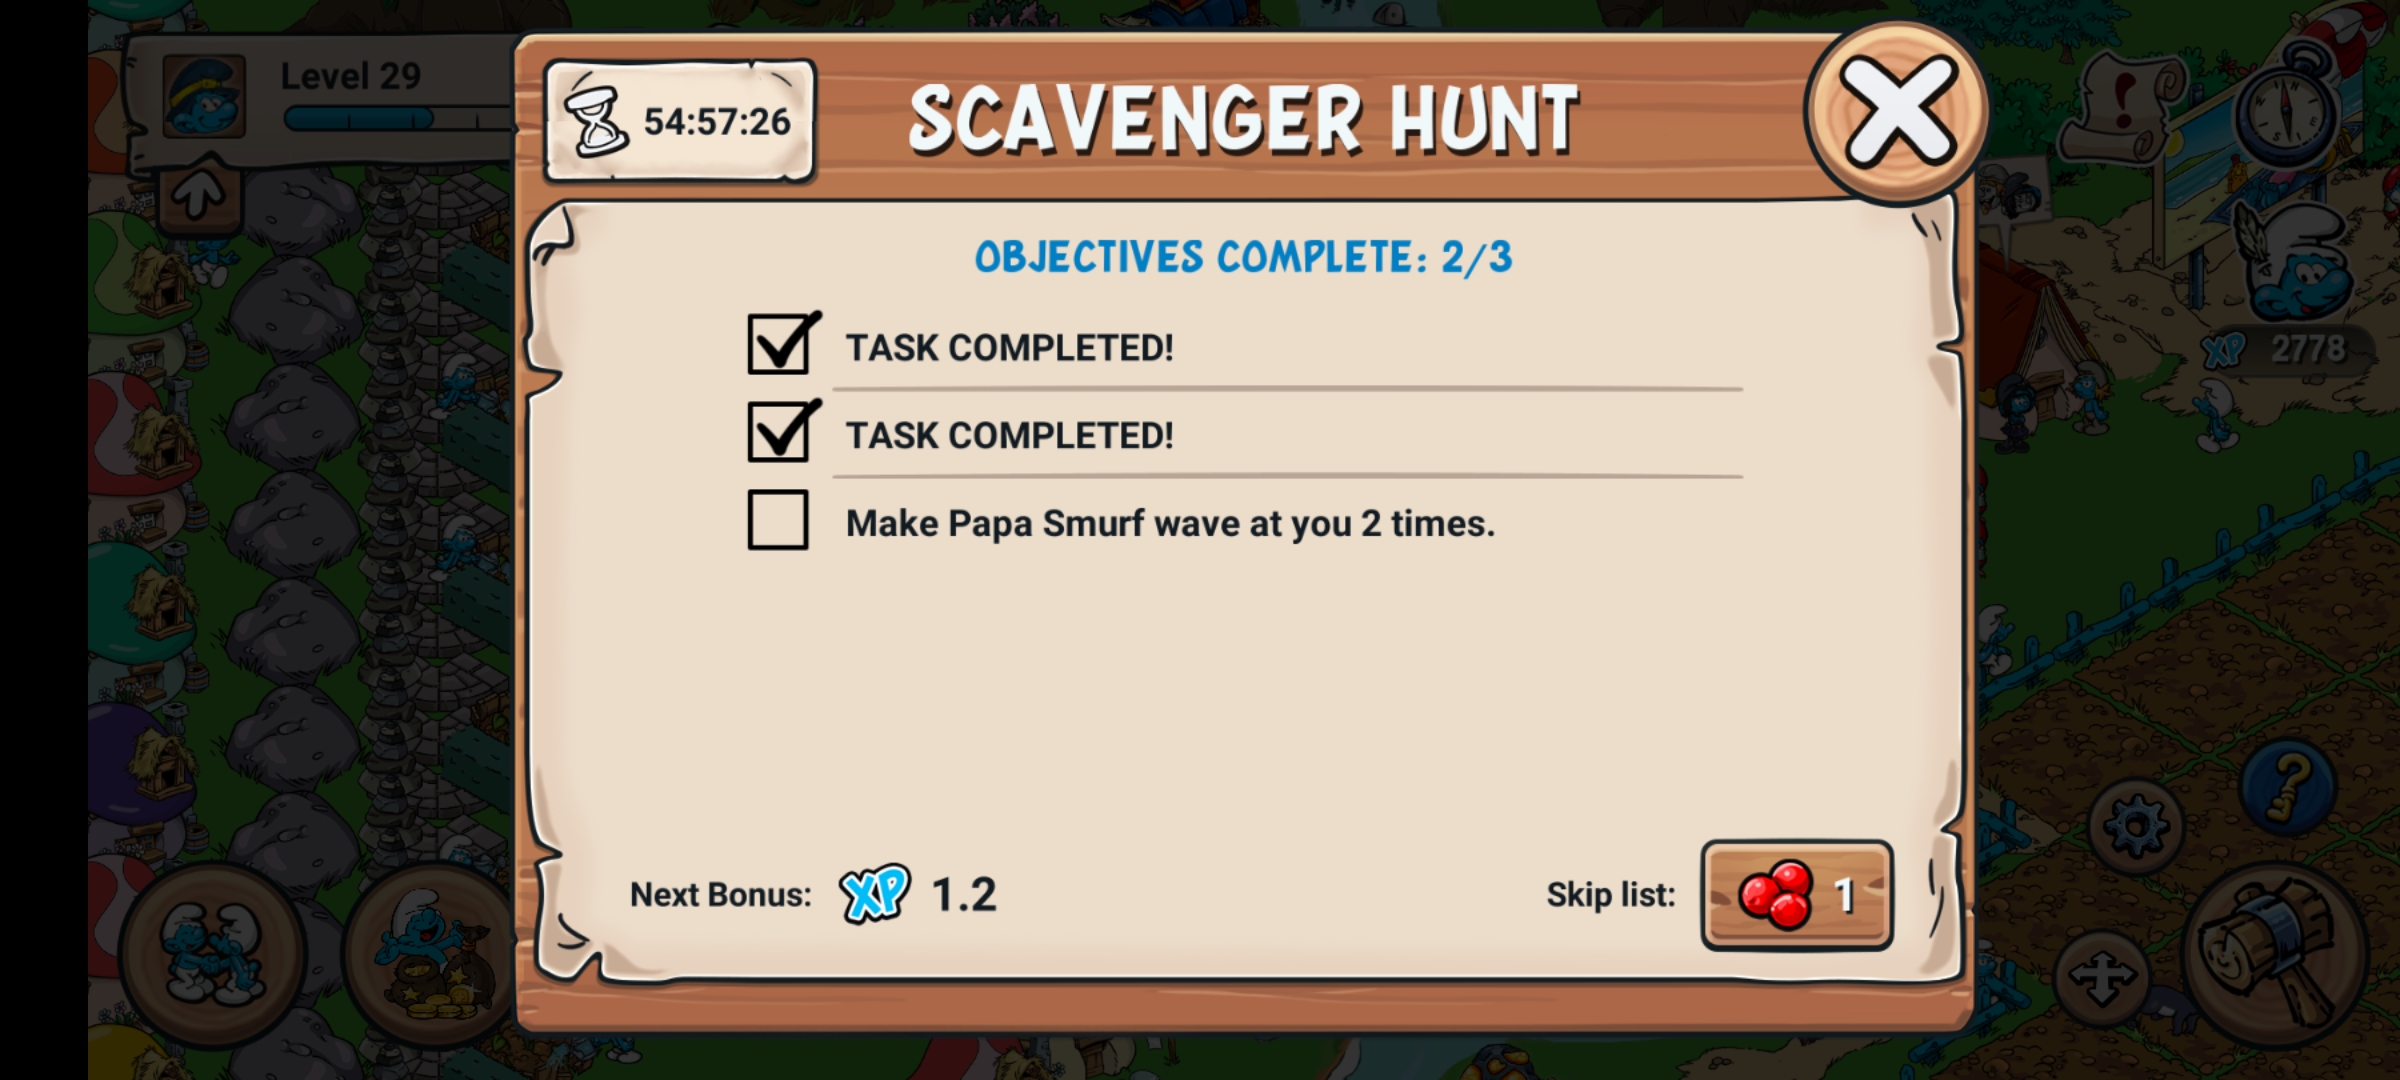 Level 29
54:57:26
SCAVENGER HUNT
OBJECTIVES COMPLETE: 2/3
TASK COMPLETED!
TASK COMPLETED!
Make Papa Smurf wave at you 2 times.
XP 2778
Next Bonus: XP 1.2
Skip list: 1